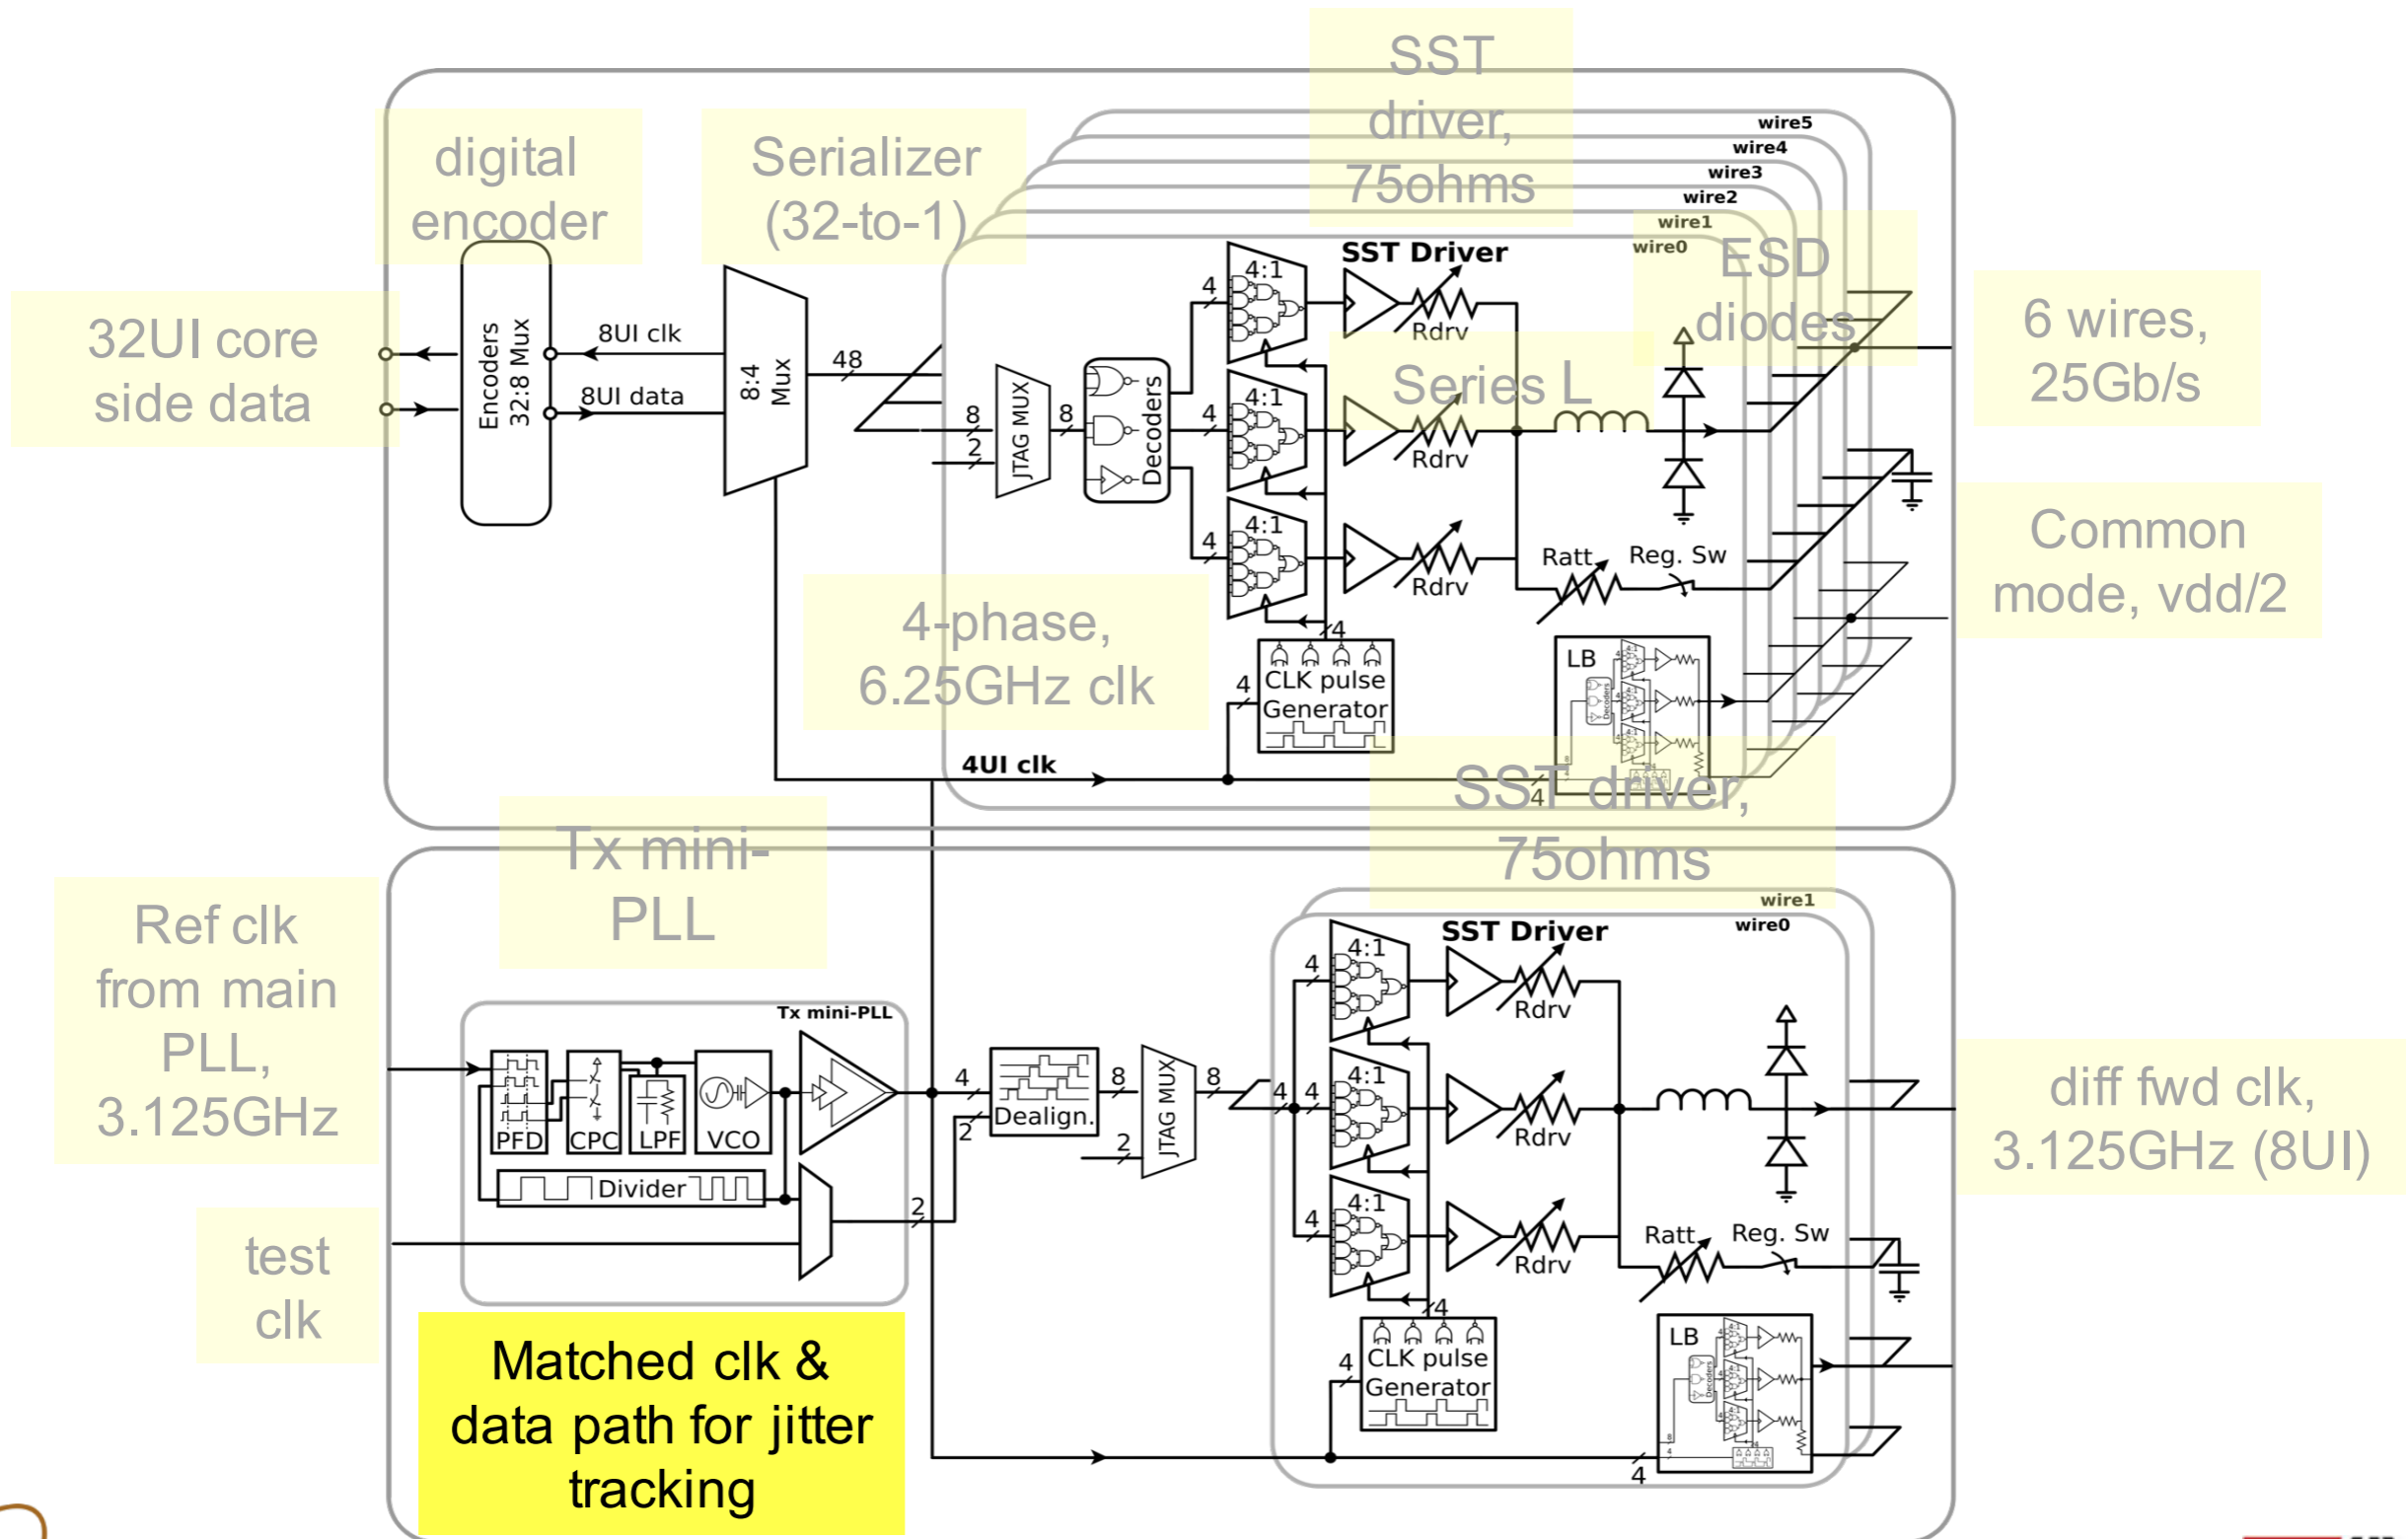 SST
driver,
75ohms
digital
encoder
Serializer
(32-to-1)
wire5
wire4
wire3
wire2
wire1
wire0
ESD
diodes
SST Driver
32UI core
side data
Encoders
32:8 Mux
8UI clk
8UI data
8:4
Mux
48
8
2
JTAG MUX
8
Decoders
4
4:1
Rdrv
Series L
4
4:1
Rdrv
4
4:1
Rdrv
6 wires,
25Gb/s
Ratt
Reg. Sw
Common
mode, vdd/2
4-phase,
6.25GHz clk
4
4
CLK pulse
Generator
LB
4UI clk
4
SST driver,
75ohms
Tx mini-
PLL
Ref clk
from main
PLL,
3.125GHz
wire1
wire0
SST Driver
Tx mini-PLL
PFD
CPC
LPF
VCO
Divider
2
4
2
Dealign.
8
2
JTAG MUX
8
4
4
4:1
Rdrv
4
4:1
Rdrv
4
4:1
Rdrv
diff fwd clk,
3.125GHz (8UI)
test
clk
Ratt
Reg. Sw
4
4
CLK pulse
Generator
LB
4
Matched clk &
data path for jitter
tracking